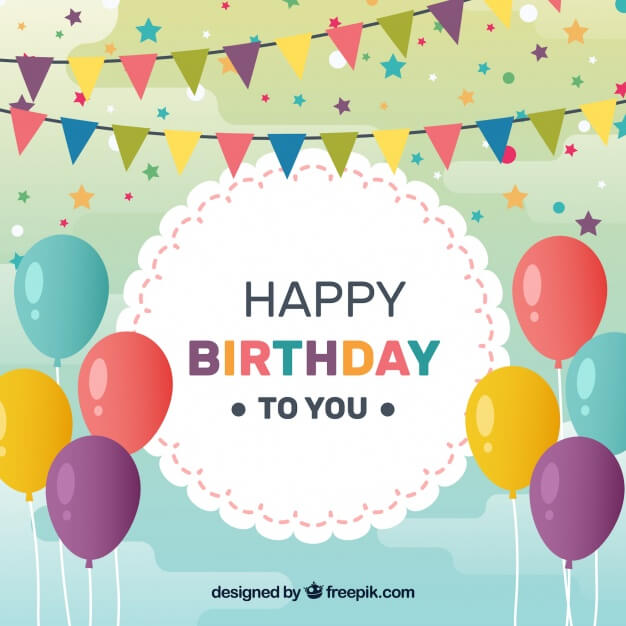 HAPPY
BIRTHDAY
• TO YOU •
designed by freepik.com